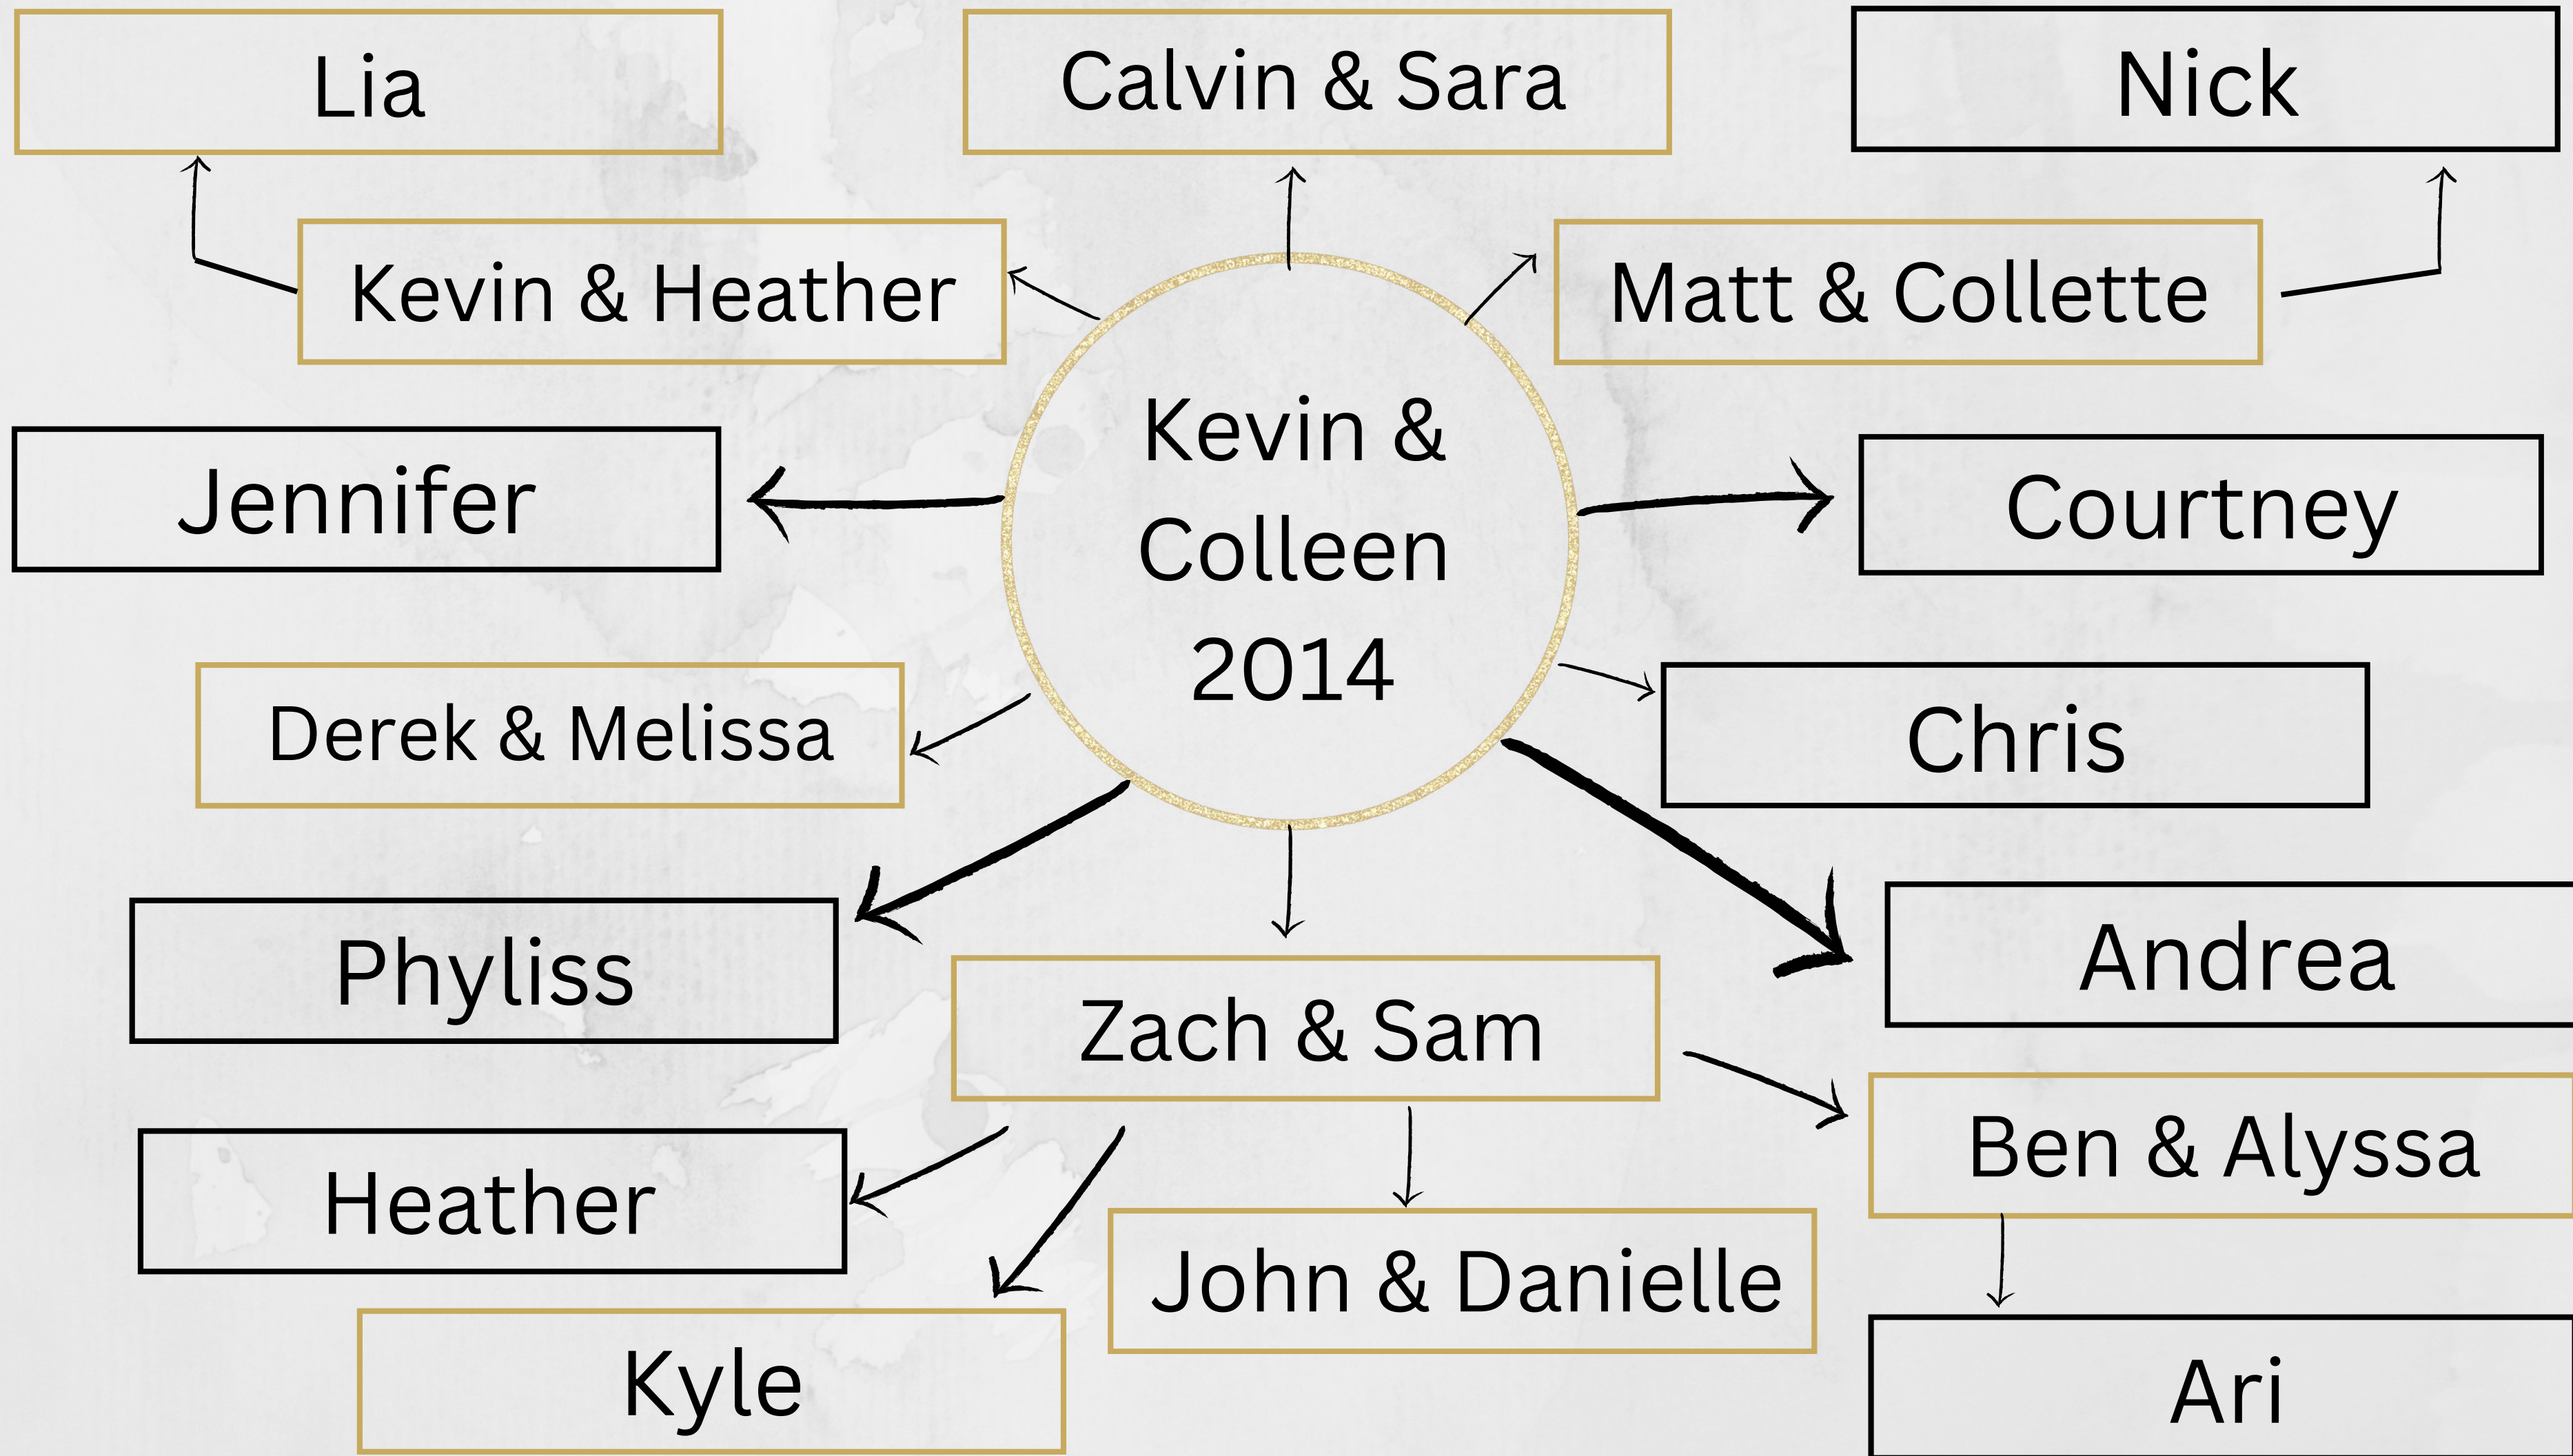 Lia
Calvin & Sara
Nick
Kevin & Heather
Matt & Collette
Kevin &
Colleen
2014
Jennifer
Courtney
Derek & Melissa
Chris
Phyliss
Andrea
Zach & Sam
Ben & Alyssa
Heather
John & Danielle
Kyle
Ari